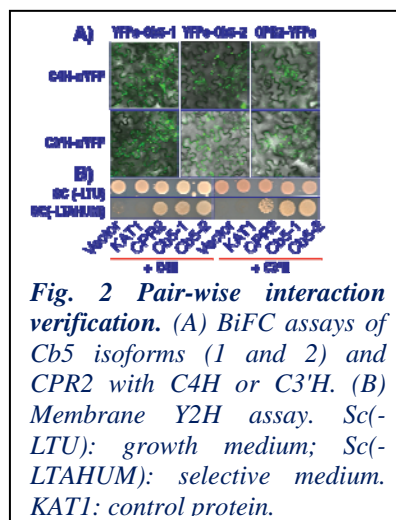 A) YFPc-Cb5-1 YFPc-Cb5-2 CPR2-YFPc
C4H-nYFP
C3'H-nYFP
B)
SC (-LTU)
SC(-LTAHUM)
Vector KAT1 CPR2 Cb5-1 Cb5-2 Vector KAT1 CPR2 Cb5-1 Cb5-2
+ C4H + C3'H
Fig. 2 Pair-wise interaction
verification. (A) BiFC assays of
Cb5 isoforms (1 and 2) and
CPR2 with C4H or C3'H. (B)
Membrane Y2H assay. Sc(-
LTU): growth medium; Sc(-
LTAHUM): selective medium.
KAT1: control protein.